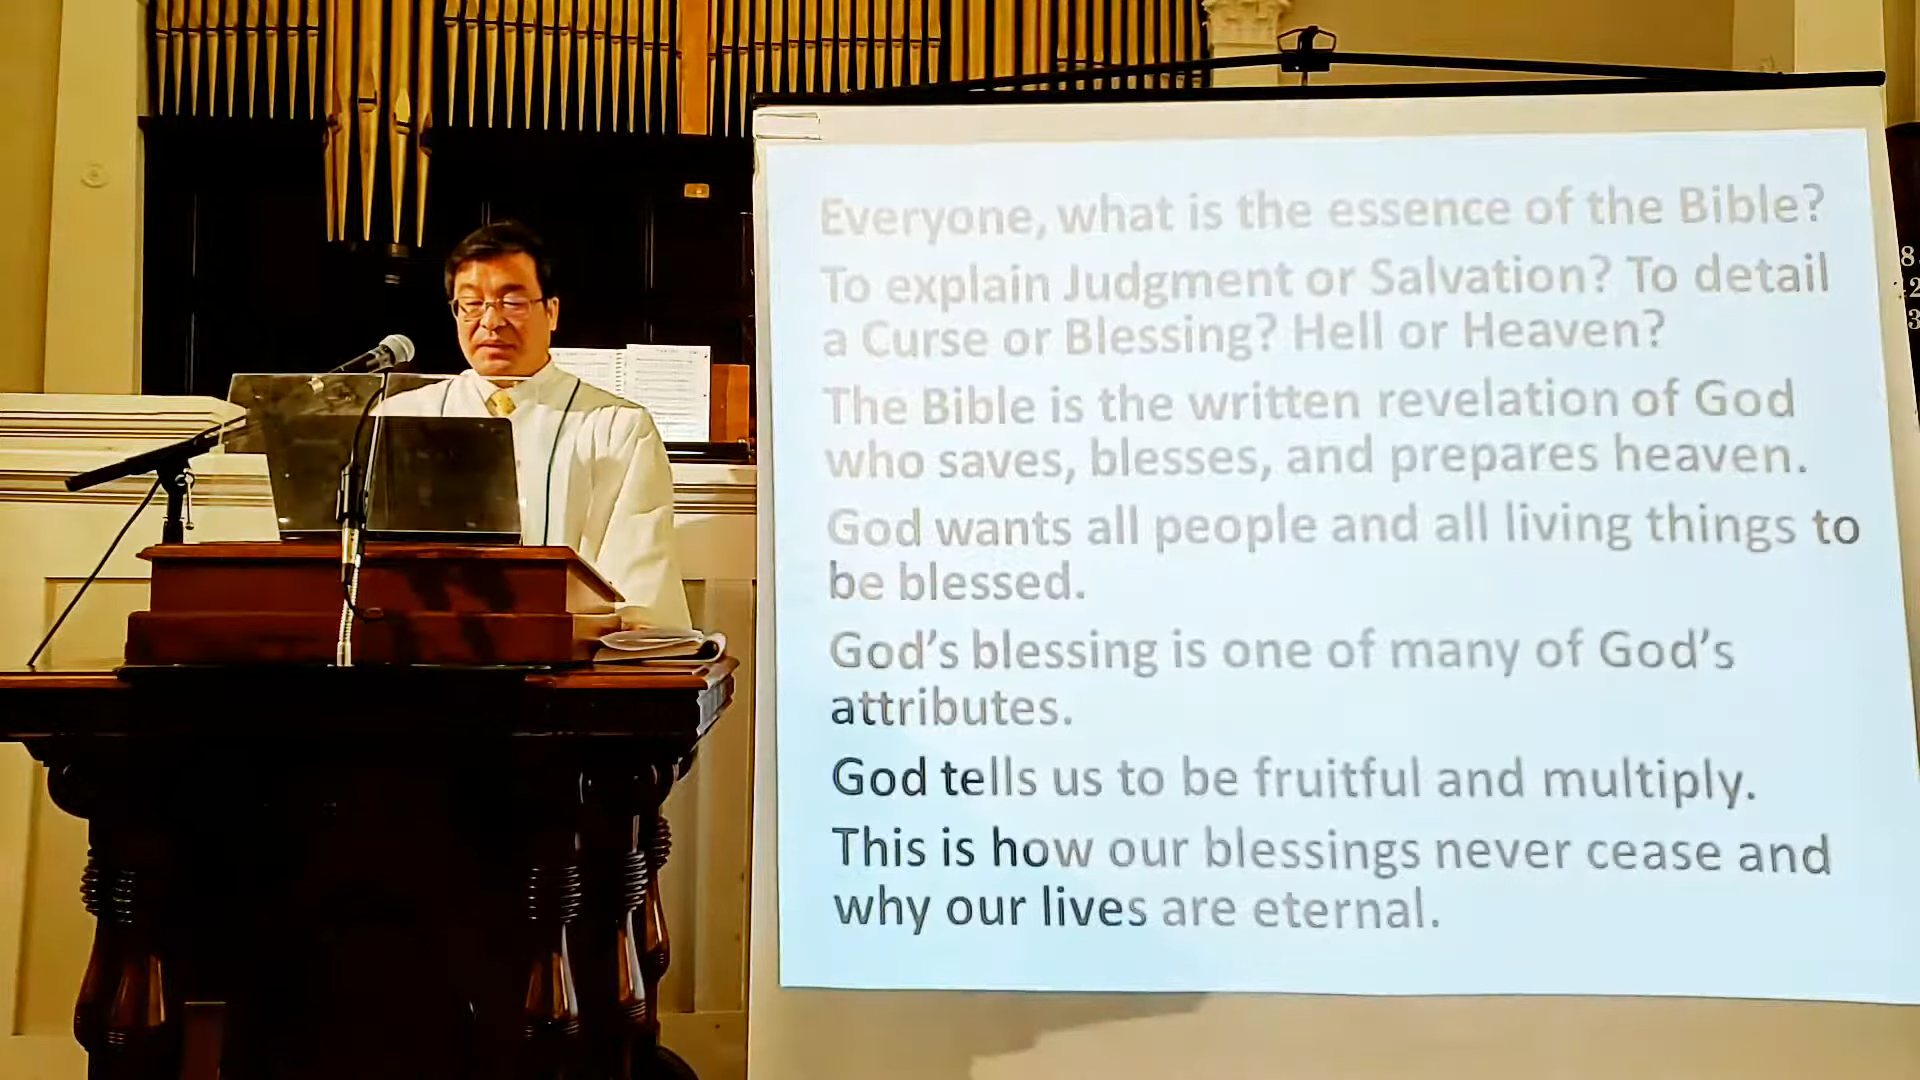 Everyone, what is the essence of the Bible?
To explain Judgment or Salvation? To detail
a Curse or Blessing? Hell or Heaven?
The Bible is the written revelation of God
who saves, blesses, and prepares heaven.
God wants all people and all living things to
be blessed.
God's blessing is one of many of God's
attributes.
God tells us to be fruitful and multiply.
This is how our blessings never cease and
why our lives are eternal.